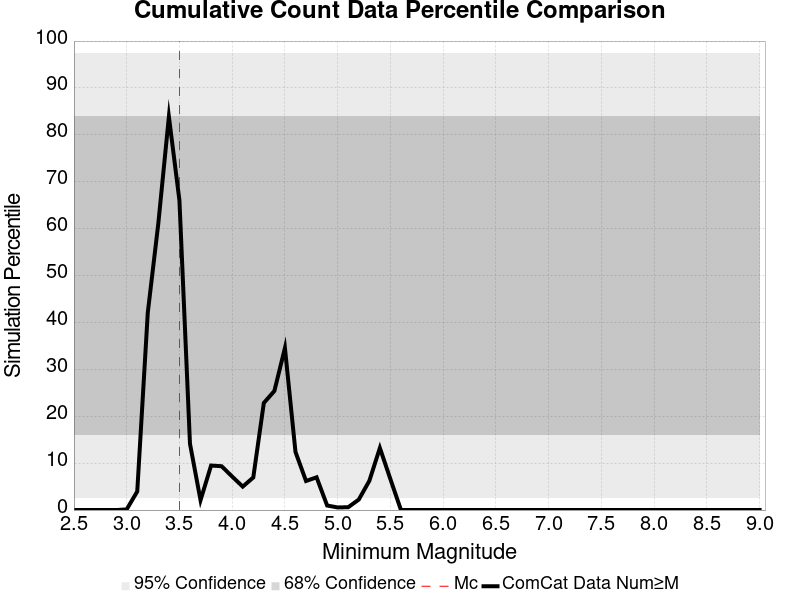 Cumulative Count Data Percentile Comparison
100
90
80
70
60
50
40
30
20
10
0
Simulation Percentile
2.5 3.0 3.5 4.0 4.5 5.0 5.5 6.0 6.5 7.0 7.5 8.0 8.5 9.0
Minimum Magnitude
95% Confidence 68% Confidence Mc ComCat Data Num≥M